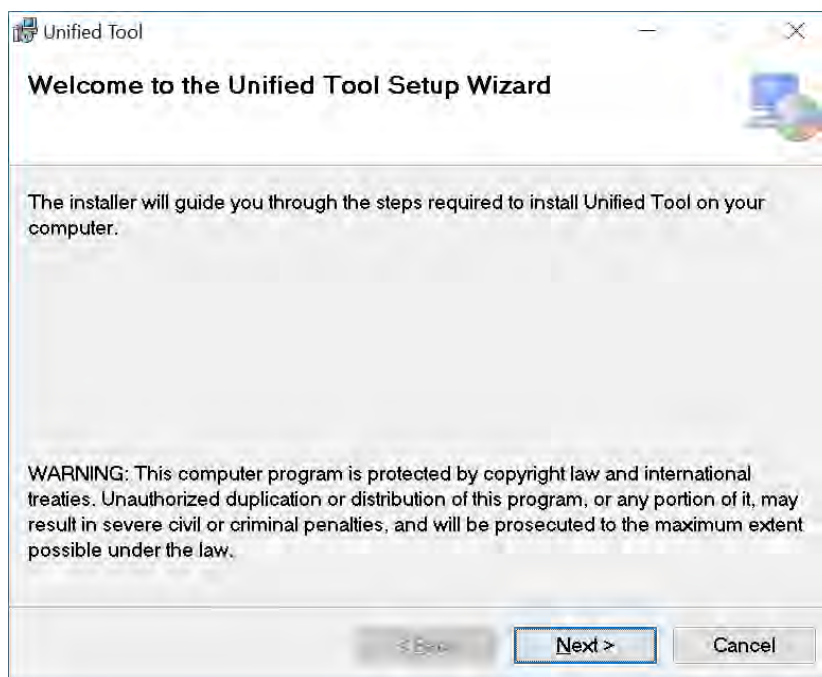 Unified Tool
Welcome to the Unified Tool Setup Wizard
The installer will guide you through the steps required to install Unified Tool on your
computer.
WARNING: This computer program is protected by copyright law and international
treaties. Unauthorized duplication or distribution of this program, or any portion of it, may
result in severe civil or criminal penalties, and will be prosecuted to the maximum extent
possible under the law.
Next > Cancel